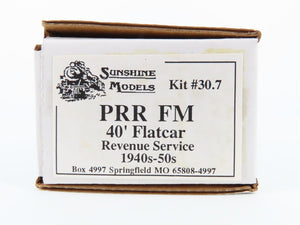 Sunshine
Models
Kit #30.7
PRR FM
40' Flatcar
Revenue Service
1940s-50s
Box 4997 Springfield MO 65808-4997